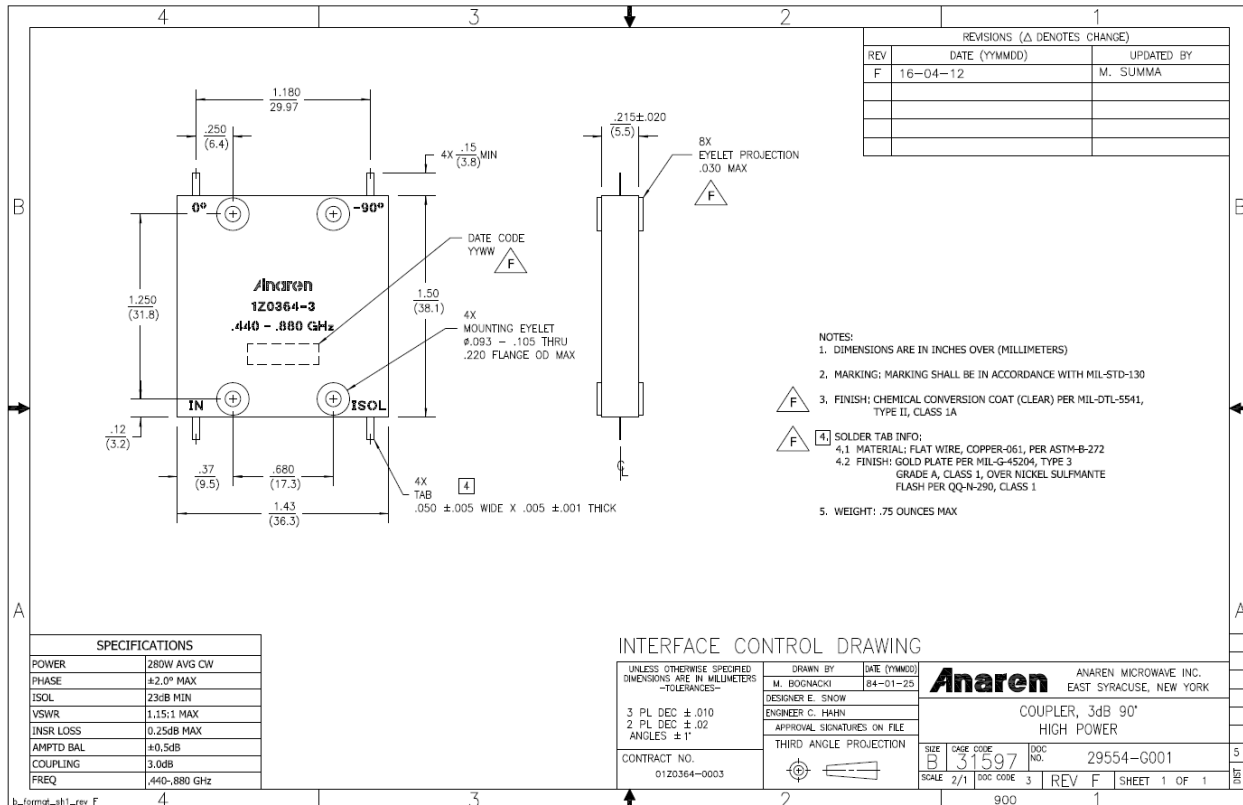 4 3 2 1
REVISIONS (△ DENOTES CHANGE)
REV DATE (YYMMDD) UPDATED BY
F 16-04-12 M. SUMMA
1.180
29.97
.250
(6.4)
4X .15 MIN
(3.8)
.215±.020
(5.5)
8X
EYELET PROJECTION
.030 MAX
F
B
B
0° -90°
DATE CODE
YYWW
F
Anaren
1Z0364-3
.440 - .880 GHz
1.250
(31.8)
1.50
(38.1)
4X
MOUNTING EYELET
ø.093 - .105 THRU
.220 FLANGE OD MAX
IN ISOL
.12
(3.2)
.37
(9.5)
.680
(17.3)
1.43
(36.3)
4X
TAB 4
.050 ±.005 WIDE X .005 ±.001 THICK
℄
NOTES:
1. DIMENSIONS ARE IN INCHES OVER (MILLIMETERS)
2. MARKING: MARKING SHALL BE IN ACCORDANCE WITH MIL-STD-130
F 3. FINISH: CHEMICAL CONVERSION COAT (CLEAR) PER MIL-DTL-5541,
TYPE II, CLASS 1A
F 4. SOLDER TAB INFO:
4.1 MATERIAL: FLAT WIRE, COPPER-061, PER ASTM-B-272
4.2 FINISH: GOLD PLATE PER MIL-G-45204, TYPE 3
GRADE A, CLASS 1, OVER NICKEL SULFMANTE
FLASH PER QQ-N-290, CLASS 1
5. WEIGHT: .75 OUNCES MAX
A
A
SPECIFICATIONS
POWER 280W AVG CW
PHASE ±2.0° MAX
ISOL 23dB MIN
VSWR 1.15:1 MAX
INSR LOSS 0.25dB MAX
AMPTD BAL ±0.5dB
COUPLING 3.0dB
FREQ .440-.880 GHz
INTERFACE CONTROL DRAWING
UNLESS OTHERWISE SPECIFIED
DIMENSIONS ARE IN MILLIMETERS
-TOLERANCES-
3 PL DEC ±.010
2 PL DEC ±.02
ANGLES ±1°
CONTRACT NO.
01Z0364-0003
DRAWN BY DATE (YYMMDD)
M. BOGNACKI 84-01-25
DESIGNER E. SNOW
ENGINEER C. HAHN
APPROVAL SIGNATURES ON FILE
THIRD ANGLE PROJECTION
Anaren
ANAREN MICROWAVE INC.
EAST SYRACUSE, NEW YORK
COUPLER, 3dB 90°
HIGH POWER
SIZE B CAGE CODE 31597 DOC NO. 29554-G001
SCALE 2/1 DOC CODE 3 REV F SHEET 1 OF 1
5
DIST
b_format_sh1_rev F
4 3 2 900 1